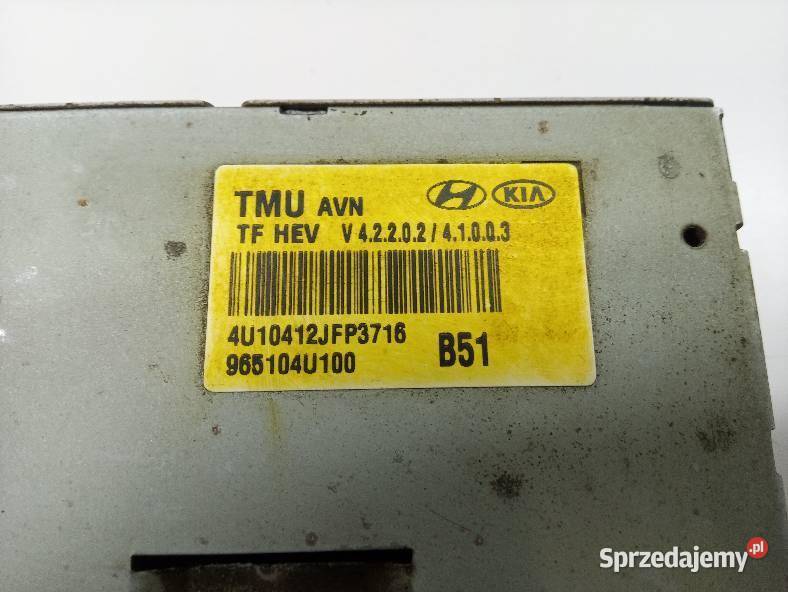 TMU AVN
KIA
TF HEV V 4.2.2.0.2 / 4.1.0.0.3
4U10412JFP3716
965104U100 B51
Sprzedajemy.pl